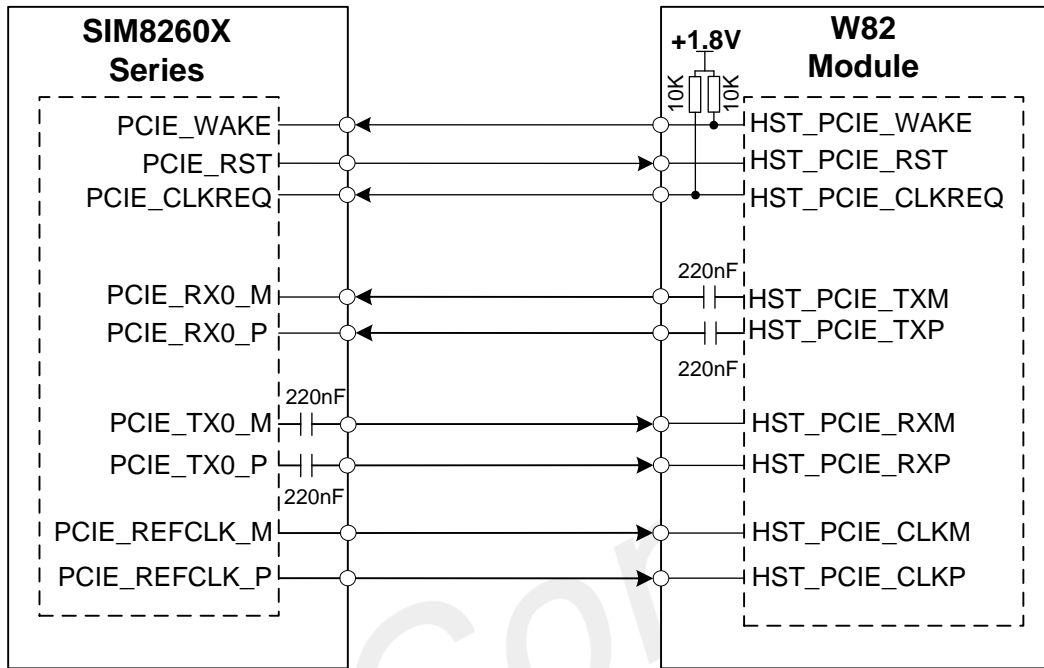 SIM8260X
Series
PCIE_WAKE
PCIE_RST
PCIE_CLKREQ
PCIE_RX0_M
PCIE_RX0_P
220nF
PCIE_TX0_M
PCIE_TX0_P
220nF
PCIE_REFCLK_M
PCIE_REFCLK_P
W82
Module
+1.8V
10K
10K
HST_PCIE_WAKE
HST_PCIE_RST
HST_PCIE_CLKREQ
220nF
HST_PCIE_TXM
HST_PCIE_TXP
220nF
HST_PCIE_RXM
HST_PCIE_RXP
HST_PCIE_CLKM
HST_PCIE_CLKP